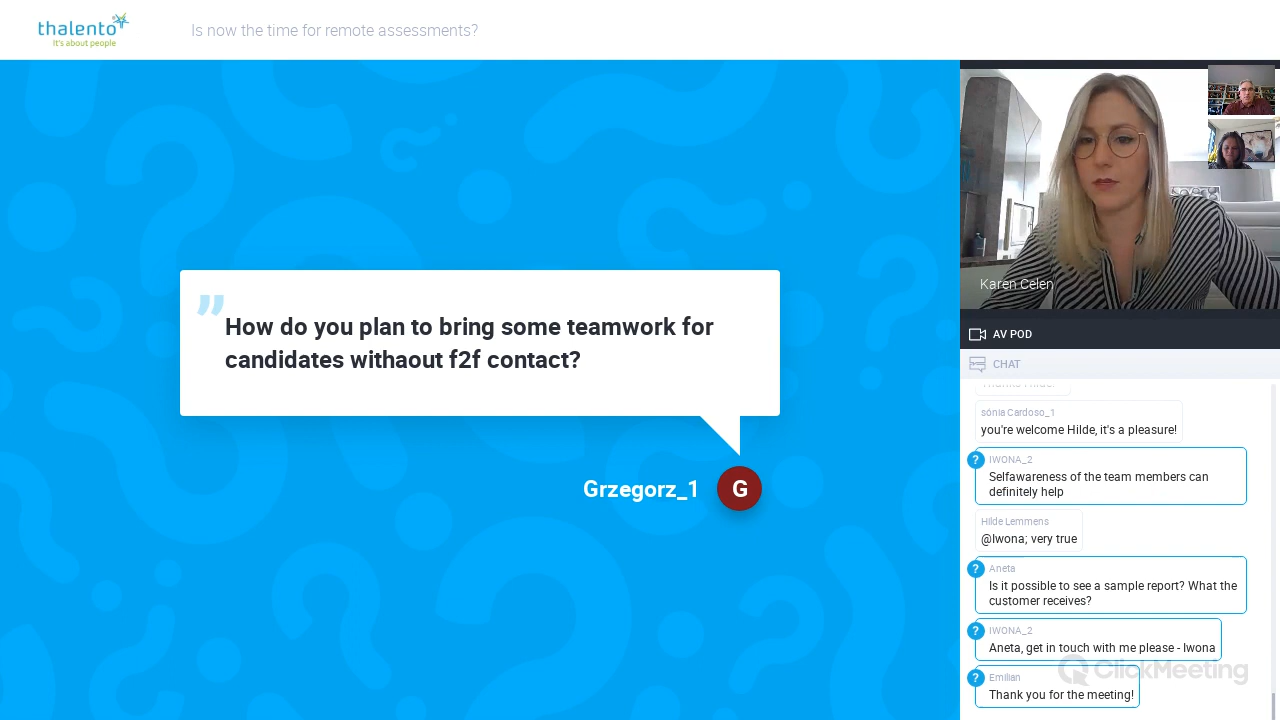 thalento
It's about people
Is now the time for remote assessments?
How do you plan to bring some teamwork for
candidates withaout f2f contact?
Grzegorz_1
G
Karen Celen
AV POD
CHAT
sónia Cardoso_1
you're welcome Hilde, it's a pleasure!
?
IWONA_2
Selfawareness of the team members can
definitely help
Hilde Lemmens
@Iwona; very true
?
Aneta
Is it possible to see a sample report? What the
customer receives?
?
IWONA_2
Aneta, get in touch with me please - Iwona
ClickMeeting
?
Emilian
Thank you for the meeting!